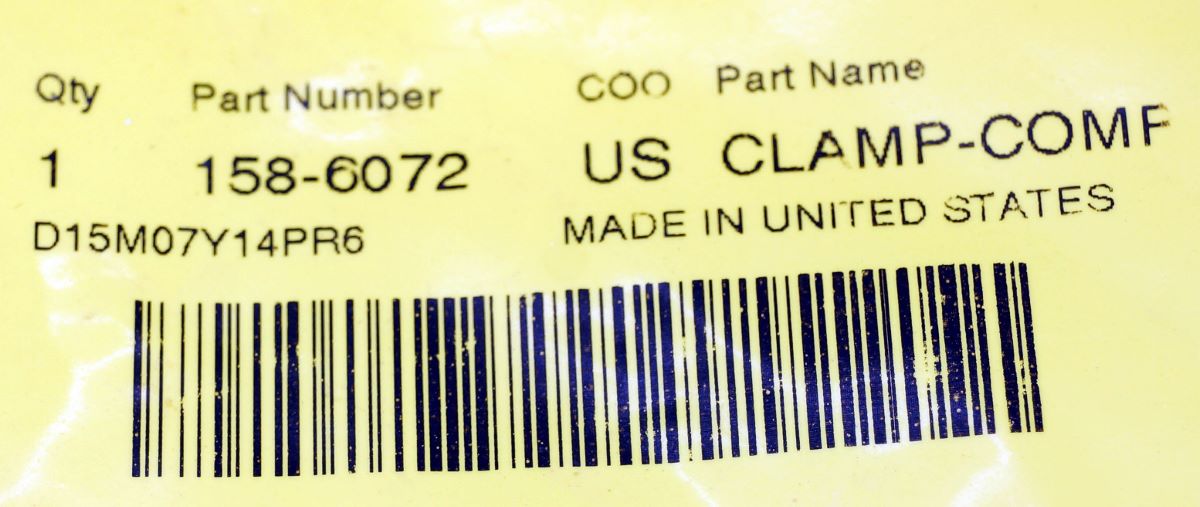 Qty Part Number COO Part Name
1 158-6072 US CLAMP-COMP
D15M07Y14PR6 MADE IN UNITED STATES